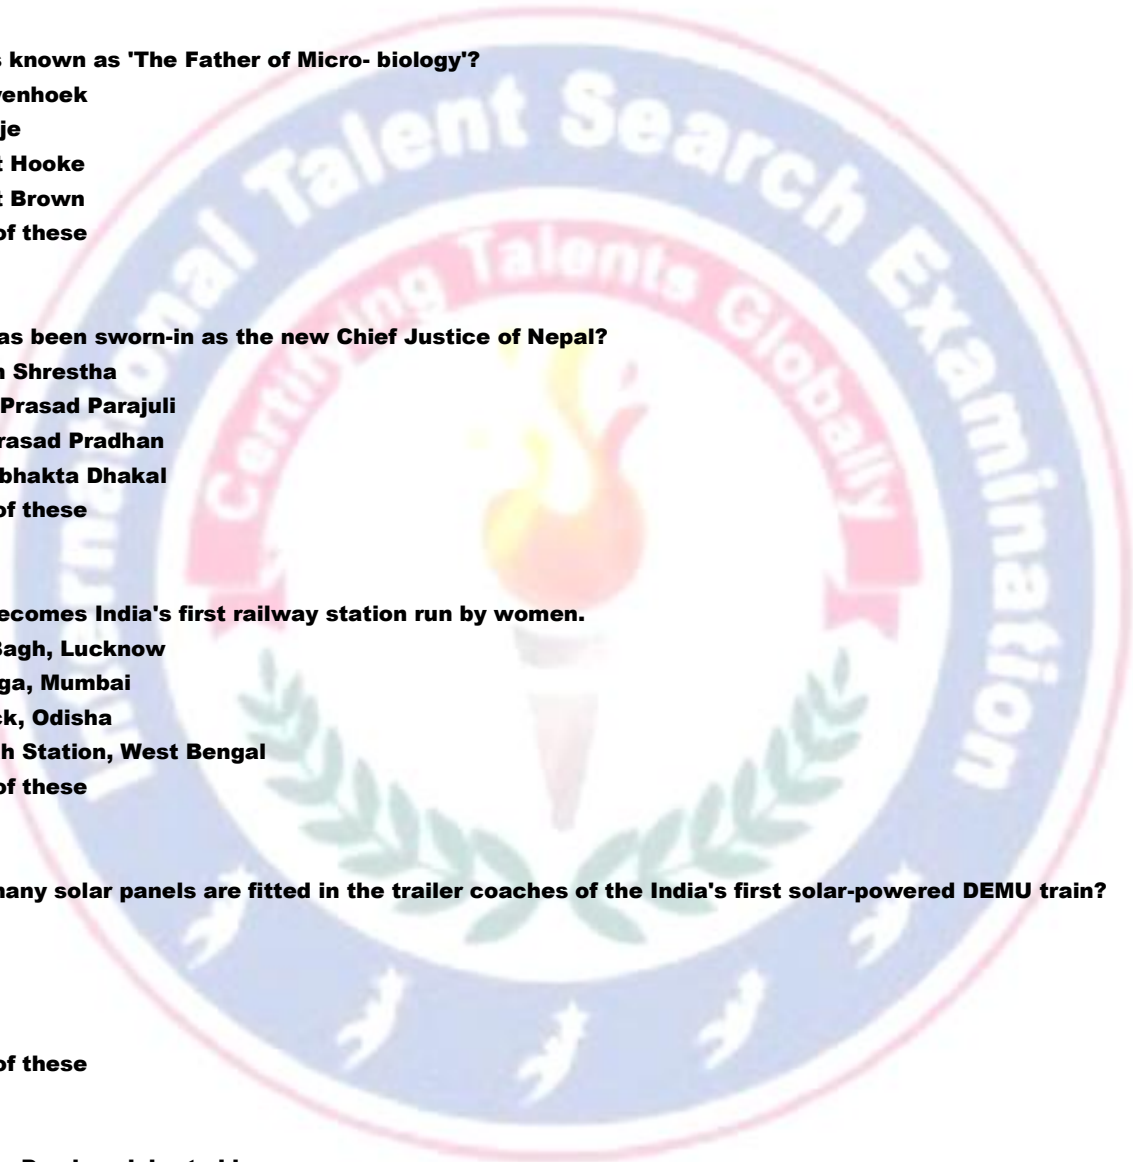 known as 'The Father of Micro- biology'?
venhoek
je
t Hooke
t Brown
of these
as been sworn-in as the new Chief Justice of Nepal?
n Shrestha
Prasad Parajuli
rasad Pradhan
bhakta Dhakal
of these
ecomes India's first railway station run by women.
Bagh, Lucknow
ga, Mumbai
ck, Odisha
h Station, West Bengal
of these
many solar panels are fitted in the trailer coaches of the India's first solar-powered DEMU train?
of these
International Talent Search Examination
Certifying Talents Globally